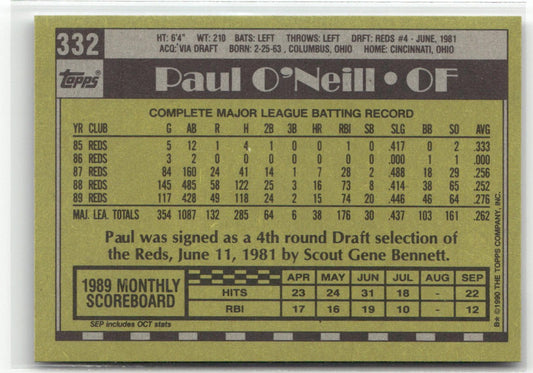 332
HT: 6'4" WT: 210 BATS: LEFT THROWS: LEFT DRFT: REDS #4 - JUNE, 1981
ACQ: VIA DRAFT BORN: 2-25-63, COLUMBUS, OHIO HOME: CINCINNATI, OHIO
Topps®
Paul O'Neill • OF
COMPLETE MAJOR LEAGUE BATTING RECORD
YR CLUB G AB R H 2B 3B HR RBI SB SLG BB SO AVG
85 REDS 5 12 1 4 1 0 0 1 0 .417 0 2 .333
86 REDS 3 2 0 0 0 0 0 0 0 .000 1 1 .000
87 REDS 84 160 24 41 14 1 7 28 2 .488 18 29 .256
88 REDS 145 485 58 122 25 3 16 73 8 .414 38 65 .252
89 REDS 117 428 49 118 24 2 15 74 20 .446 46 64 .276
MAJ. LEA. TOTALS 354 1087 132 285 64 6 38 176 30 .437 103 161 .262
Paul was signed as a 4th round Draft selection of
the Reds, June 11, 1981 by Scout Gene Bennett.
1989 MONTHLY
SCOREBOARD
APR MAY JUN JUL AUG SEP
HITS 23 24 31 18 - 22
RBI 17 16 19 10 - 12
SEP includes OCT stats
B* ©1990 THE TOPPS COMPANY, INC.